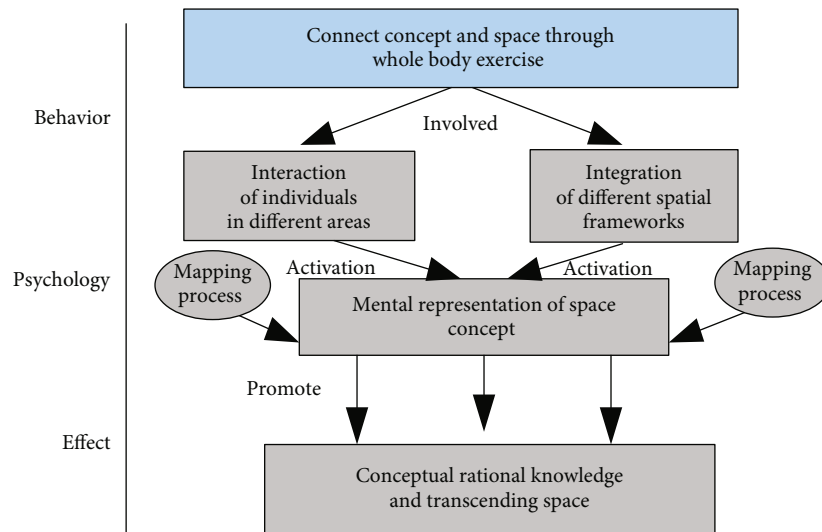 Connect concept and space through
whole body exercise
Behavior
Involved
Interaction
of individuals
in different areas
Integration
of different spatial
frameworks
Psychology
Mapping
process
Activation
Activation
Mapping
process
Mental representation of space
concept
Promote
Effect
Conceptual rational knowledge
and transcending space